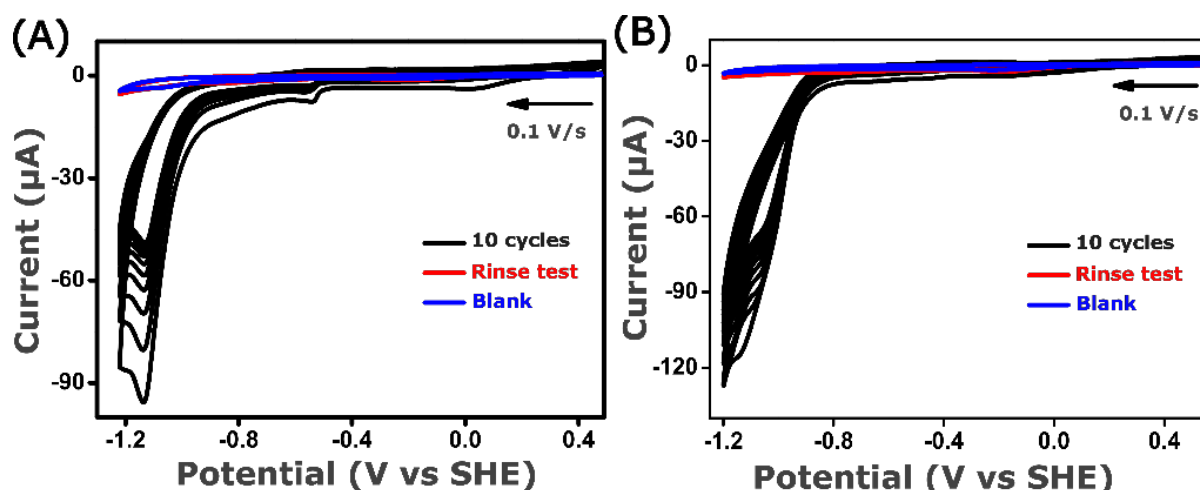 (A)
Current (µA)
0
-30
-60
-90
0.1 V/s
10 cycles
Rinse test
Blank
-1.2 -0.8 -0.4 0.0 0.4
Potential (V vs SHE)
(B)
Current (µA)
0
-30
-60
-90
-120
0.1 V/s
10 cycles
Rinse test
Blank
-1.2 -0.8 -0.4 0.0 0.4
Potential (V vs SHE)